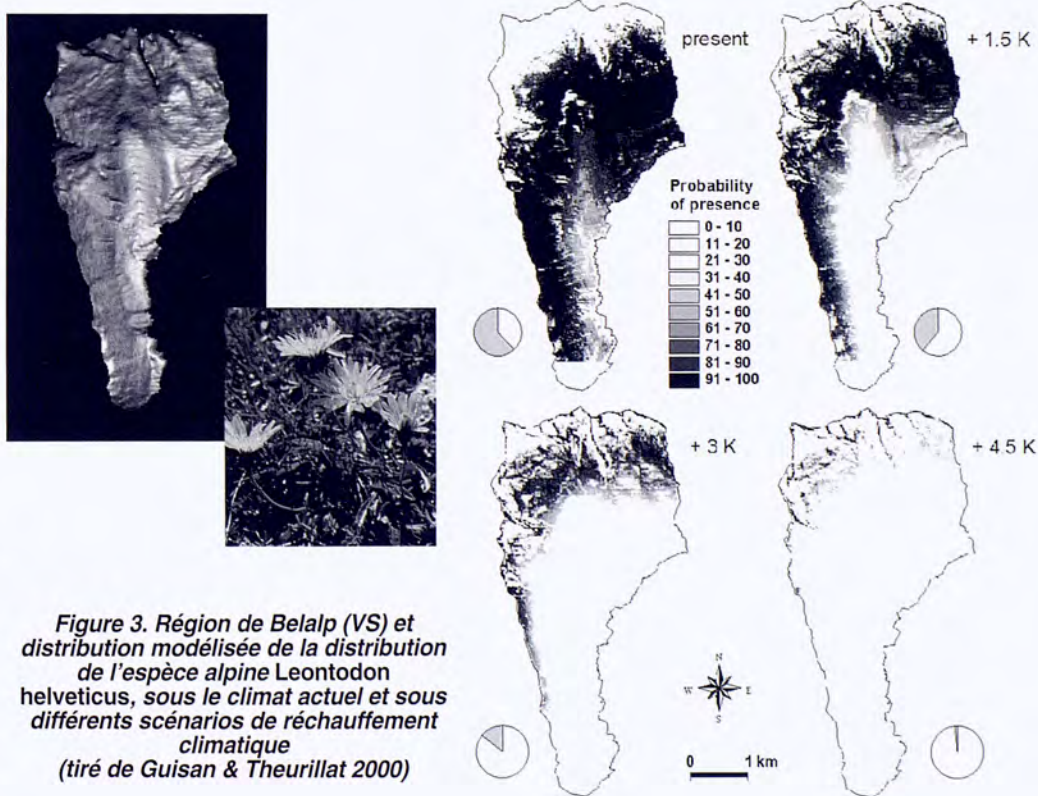 present
+ 1.5 K
Probability
of presence
0 - 10
11 - 20
21 - 30
31 - 40
41 - 50
51 - 60
61 - 70
71 - 80
81 - 90
91 - 100
+ 3 K
+ 4.5 K
Figure 3. Région de Belalp (VS) et
distribution modélisée de la distribution
de l'espèce alpine Leontodon
helveticus, sous le climat actuel et sous
différents scénarios de réchauffement
climatique
(tiré de Guisan & Theurillat 2000)
N
W E
S
0 1 km